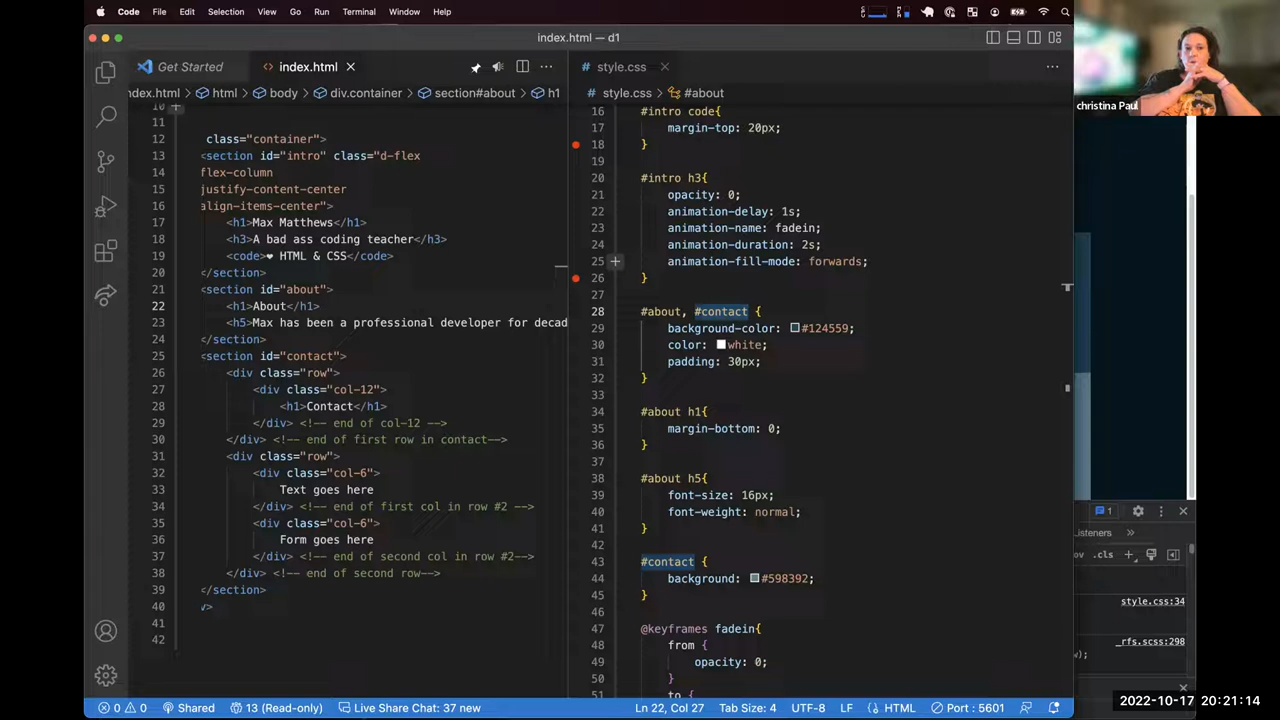 Code File Edit Selection View Go Run Terminal Window Help
index.html — d1
Get Started index.html
style.css
ndex.html html body div.container section#about h1
style.css #about
christina Paul
10
11
12 class="container">
13 <section id="intro" class="d-flex
14 flex-column
15 justify-content-center
16 align-items-center">
17 <h1>Max Matthews</h1>
18 <h3>A bad ass coding teacher</h3>
19 <code>❤ HTML & CSS</code>
20 </section>
21 <section id="about">
22 <h1>About</h1>
23 <h5>Max has been a professional developer for decad
24 </section>
25 <section id="contact">
26 <div class="row">
27 <div class="col-12">
28 <h1>Contact</h1>
29 </div> <!-- end of col-12 -->
30 </div> <!-- end of first row in contact-->
31 <div class="row">
32 <div class="col-6">
33 Text goes here
34 </div> <!-- end of first col in row #2 -->
35 <div class="col-6">
36 Form goes here
37 </div> <!-- end of second col in row #2-->
38 </div> <!-- end of second row-->
39 </section>
40 v>
41
42
16 #intro code{
17 margin-top: 20px;
18 }
19
20 #intro h3{
21 opacity: 0;
22 animation-delay: 1s;
23 animation-name: fadein;
24 animation-duration: 2s;
25 animation-fill-mode: forwards;
26 }
27
28 #about, #contact {
29 background-color: #124559;
30 color: white;
31 padding: 30px;
32 }
33
34 #about h1{
35 margin-bottom: 0;
36 }
37
38 #about h5{
39 font-size: 16px;
40 font-weight: normal;
41 }
42
43 #contact {
44 background: #598392;
45 }
46
47 @keyframes fadein{
48 from {
49 opacity: 0;
50 }
51 to {
1
isteners
ov .cls
style.css:34
_rfs.scss:298
w);
0 0 Shared 13 (Read-only) Live Share Chat: 37 new Ln 22, Col 27 Tab Size: 4 UTF-8 LF HTML Port : 5601
2022-10-17 20:21:14